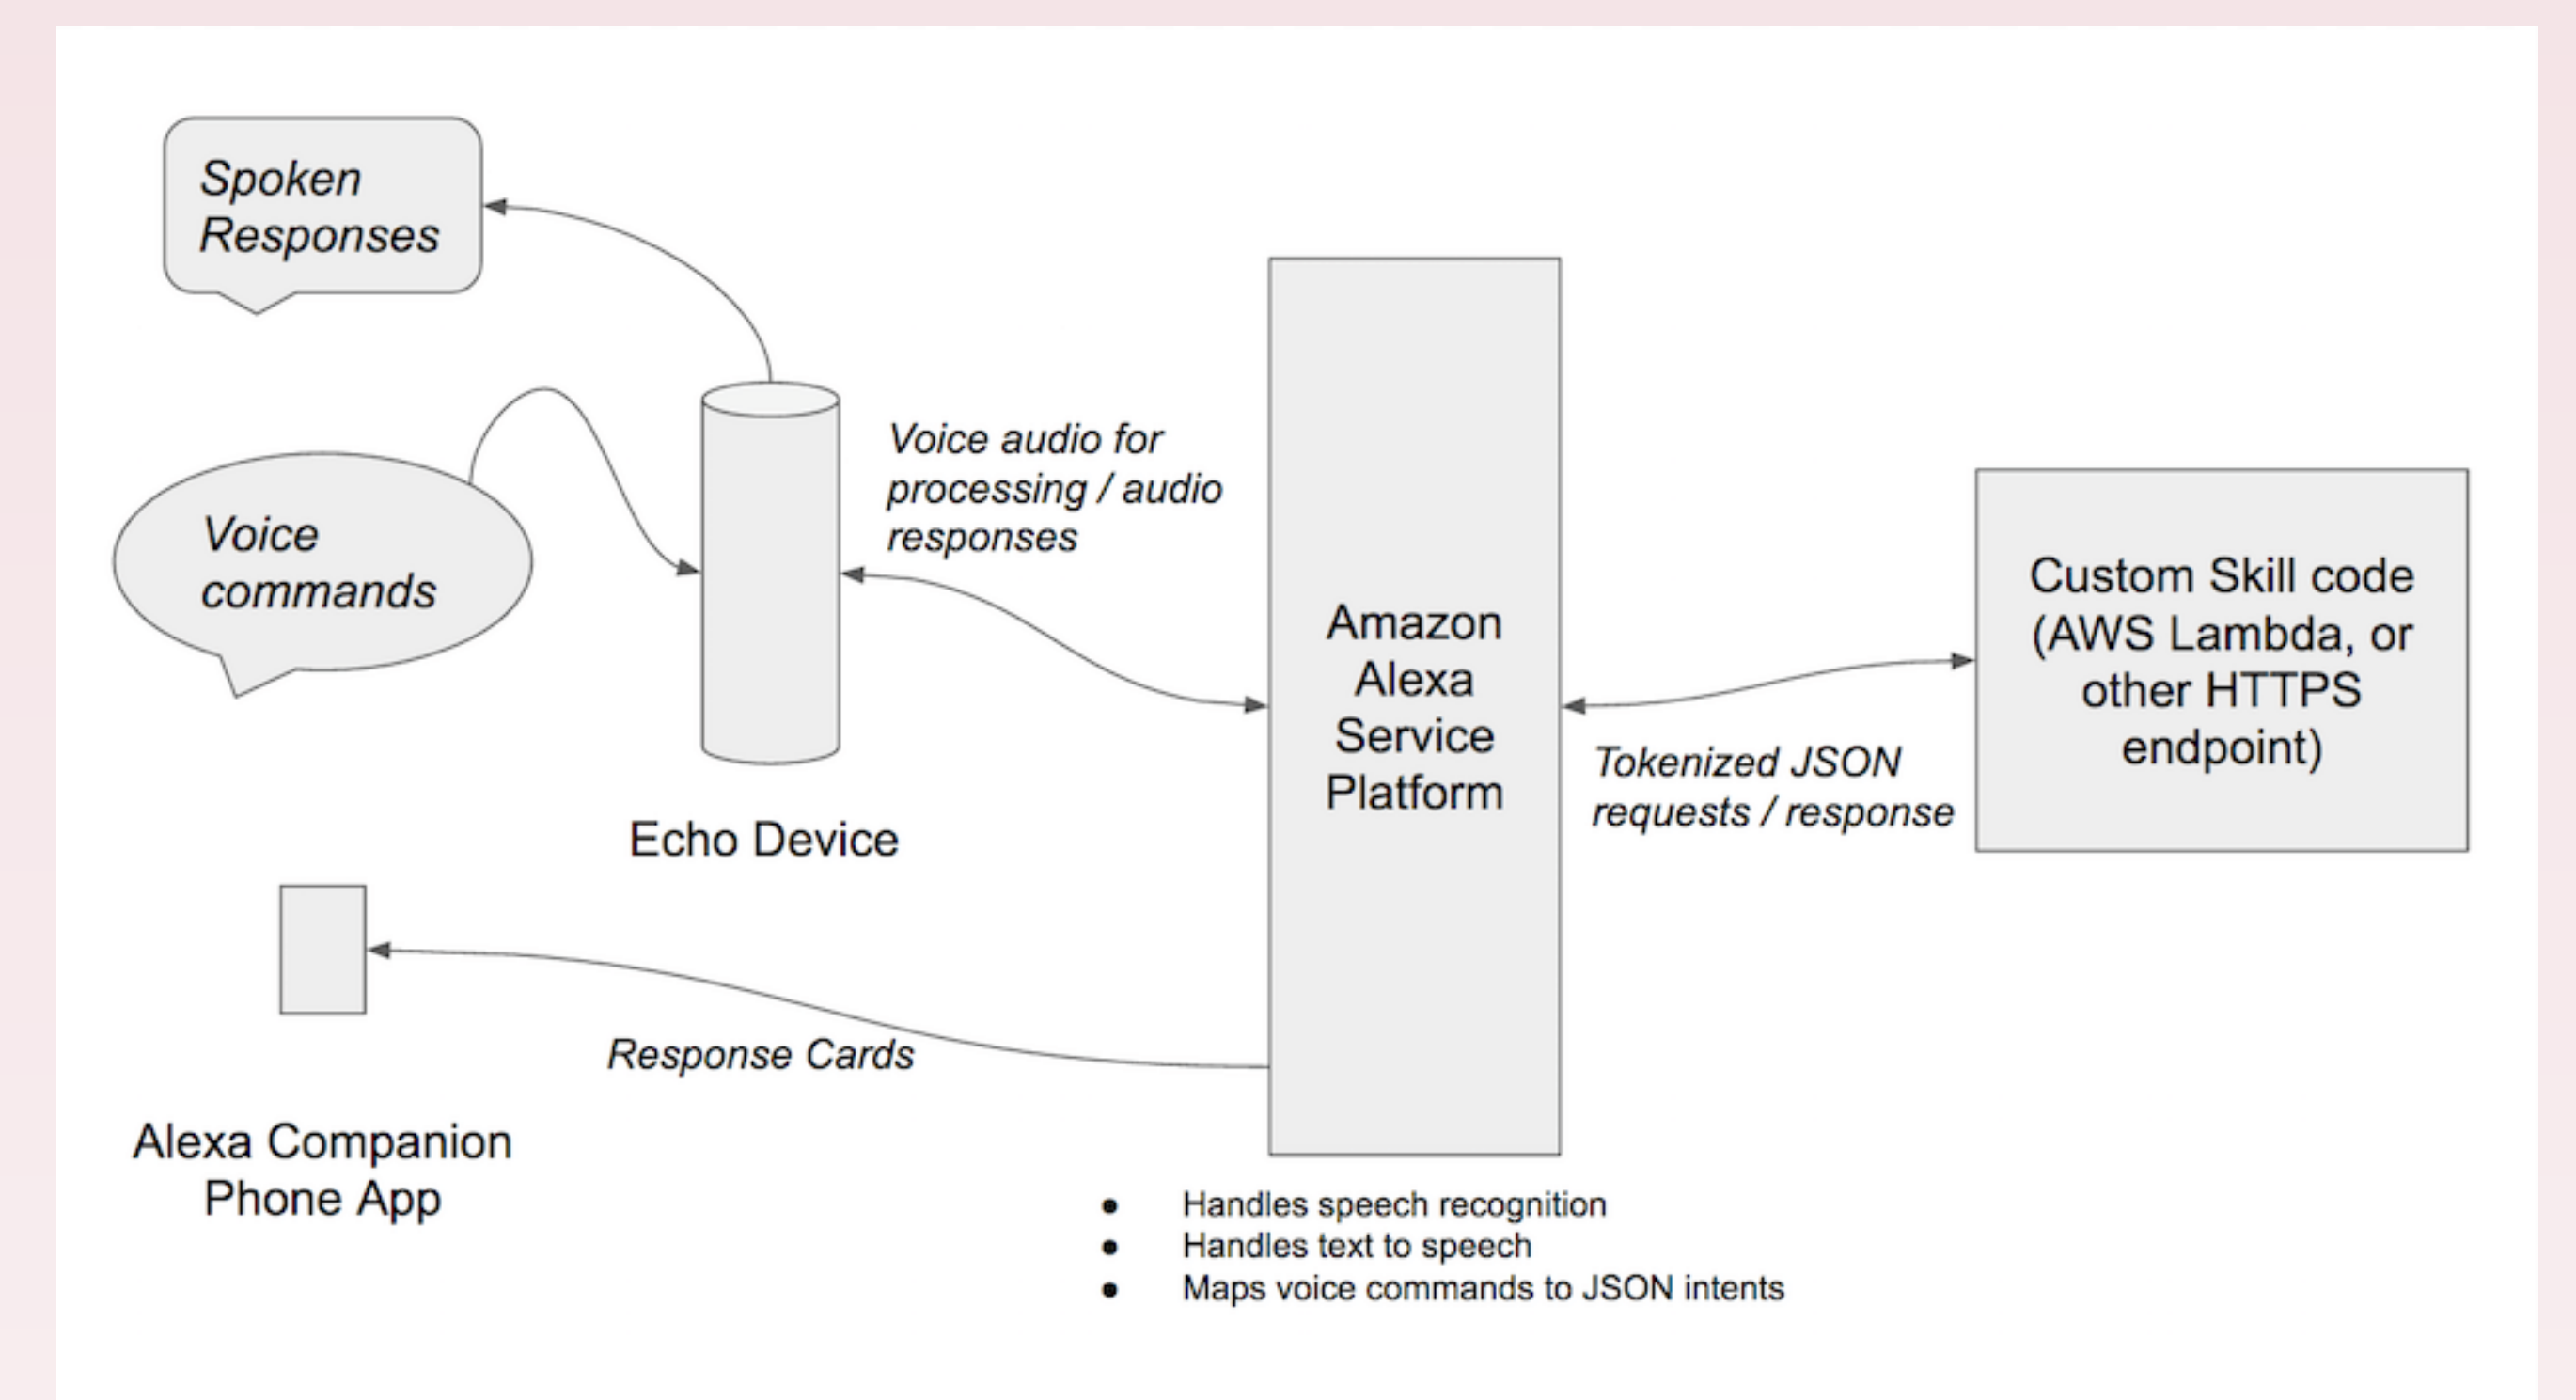 Spoken
Responses
Voice
commands
Voice audio for
processing / audio
responses
Echo Device
Amazon
Alexa
Service
Platform
Tokenized JSON
requests / response
Custom Skill code
(AWS Lambda, or
other HTTPS
endpoint)
Response Cards
Alexa Companion
Phone App
● Handles speech recognition
● Handles text to speech
● Maps voice commands to JSON intents